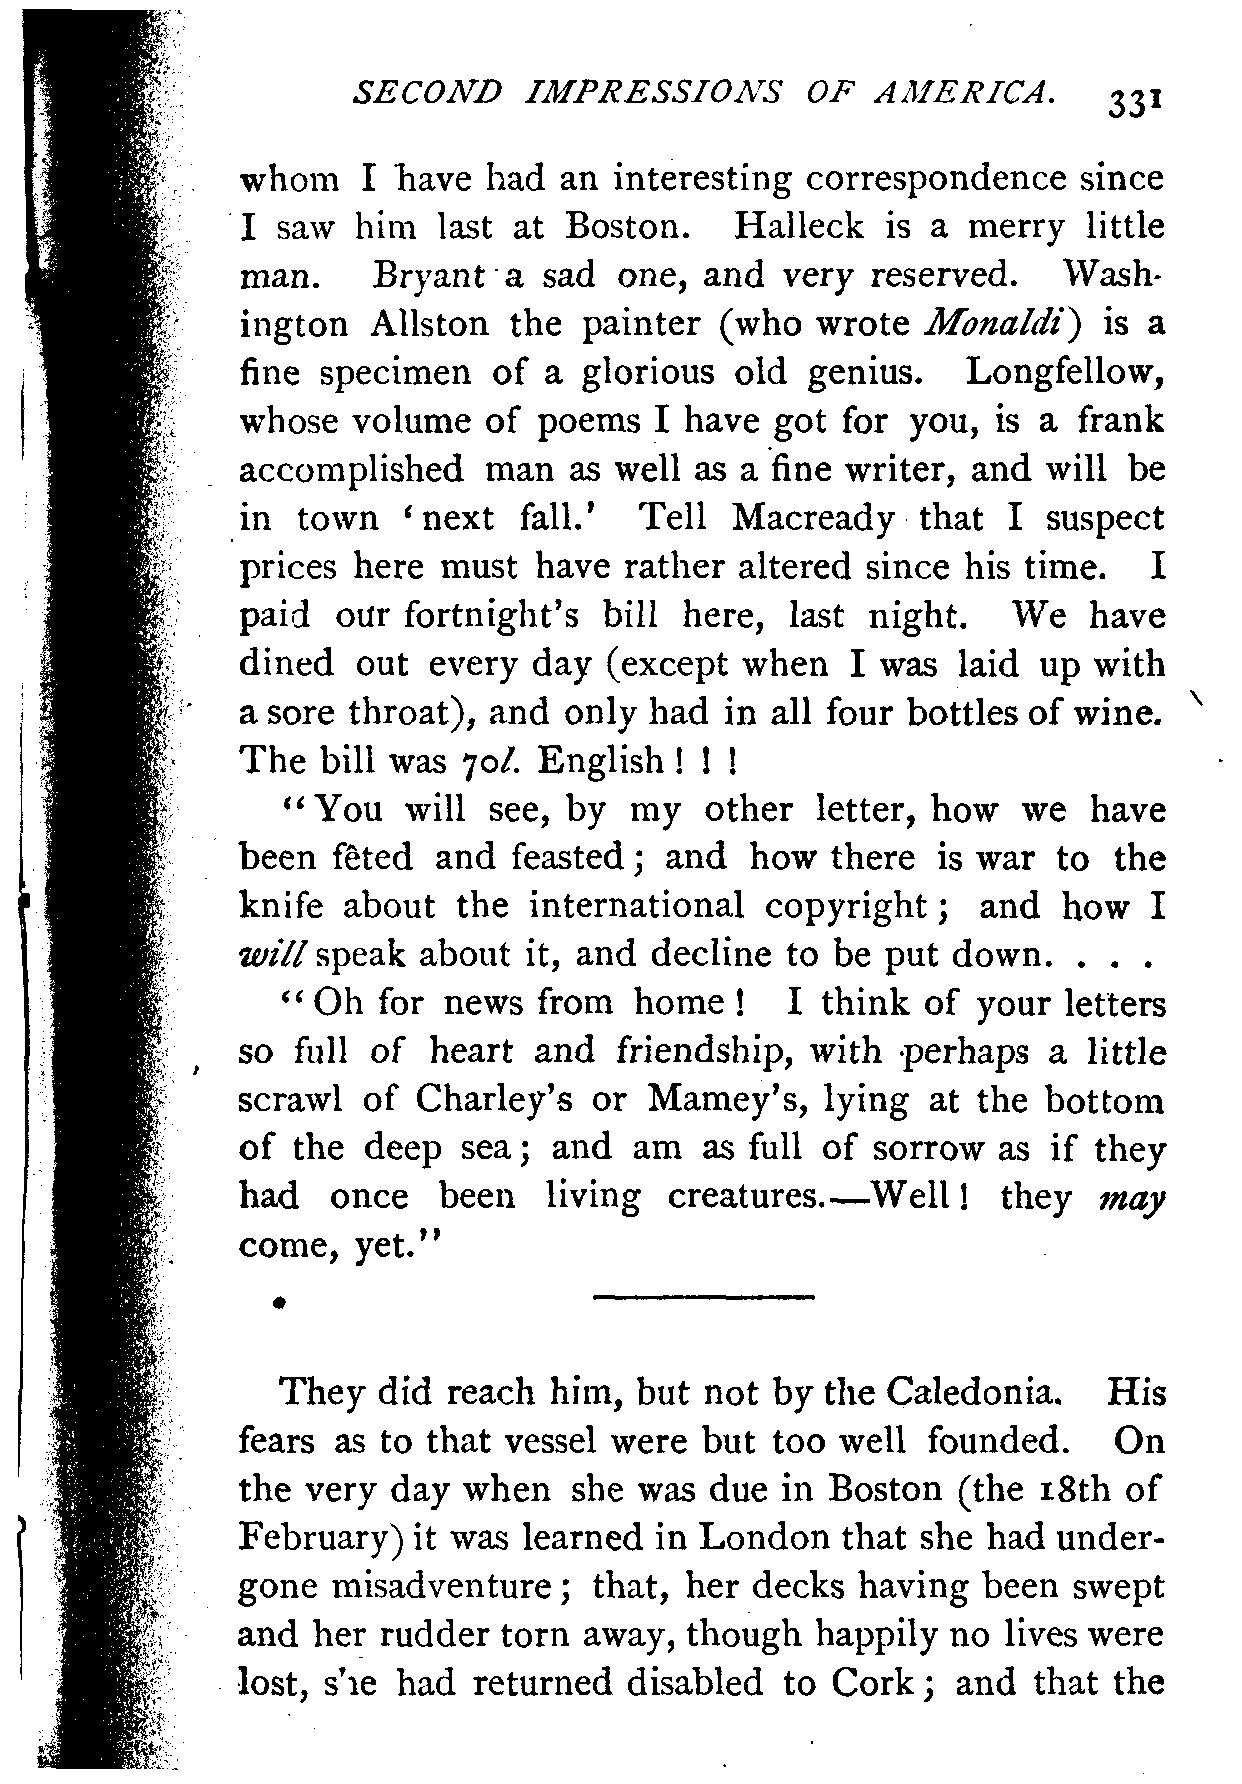 SECOND IMPRESSIONS OF AMERICA. 331
whom I have had an interesting correspondence since
I saw him last at Boston. Halleck is a merry little
man. Bryant a sad one, and very reserved. Wash-
ington Allston the painter (who wrote Monaldi) is a
fine specimen of a glorious old genius. Longfellow,
whose volume of poems I have got for you, is a frank
accomplished man as well as a fine writer, and will be
in town ‘next fall.’ Tell Macready that I suspect
prices here must have rather altered since his time. I
paid our fortnight’s bill here, last night. We have
dined out every day (except when I was laid up with
a sore throat), and only had in all four bottles of wine.
The bill was 70l. English ! ! !
“You will see, by my other letter, how we have
been fêted and feasted ; and how there is war to the
knife about the international copyright ; and how I
will speak about it, and decline to be put down. . . .
“Oh for news from home ! I think of your letters
so full of heart and friendship, with perhaps a little
scrawl of Charley’s or Mamey’s, lying at the bottom
of the deep sea ; and am as full of sorrow as if they
had once been living creatures.—Well ! they may
come, yet.”
They did reach him, but not by the Caledonia. His
fears as to that vessel were but too well founded. On
the very day when she was due in Boston (the 18th of
February) it was learned in London that she had under-
gone misadventure ; that, her decks having been swept
and her rudder torn away, though happily no lives were
lost, she had returned disabled to Cork ; and that the